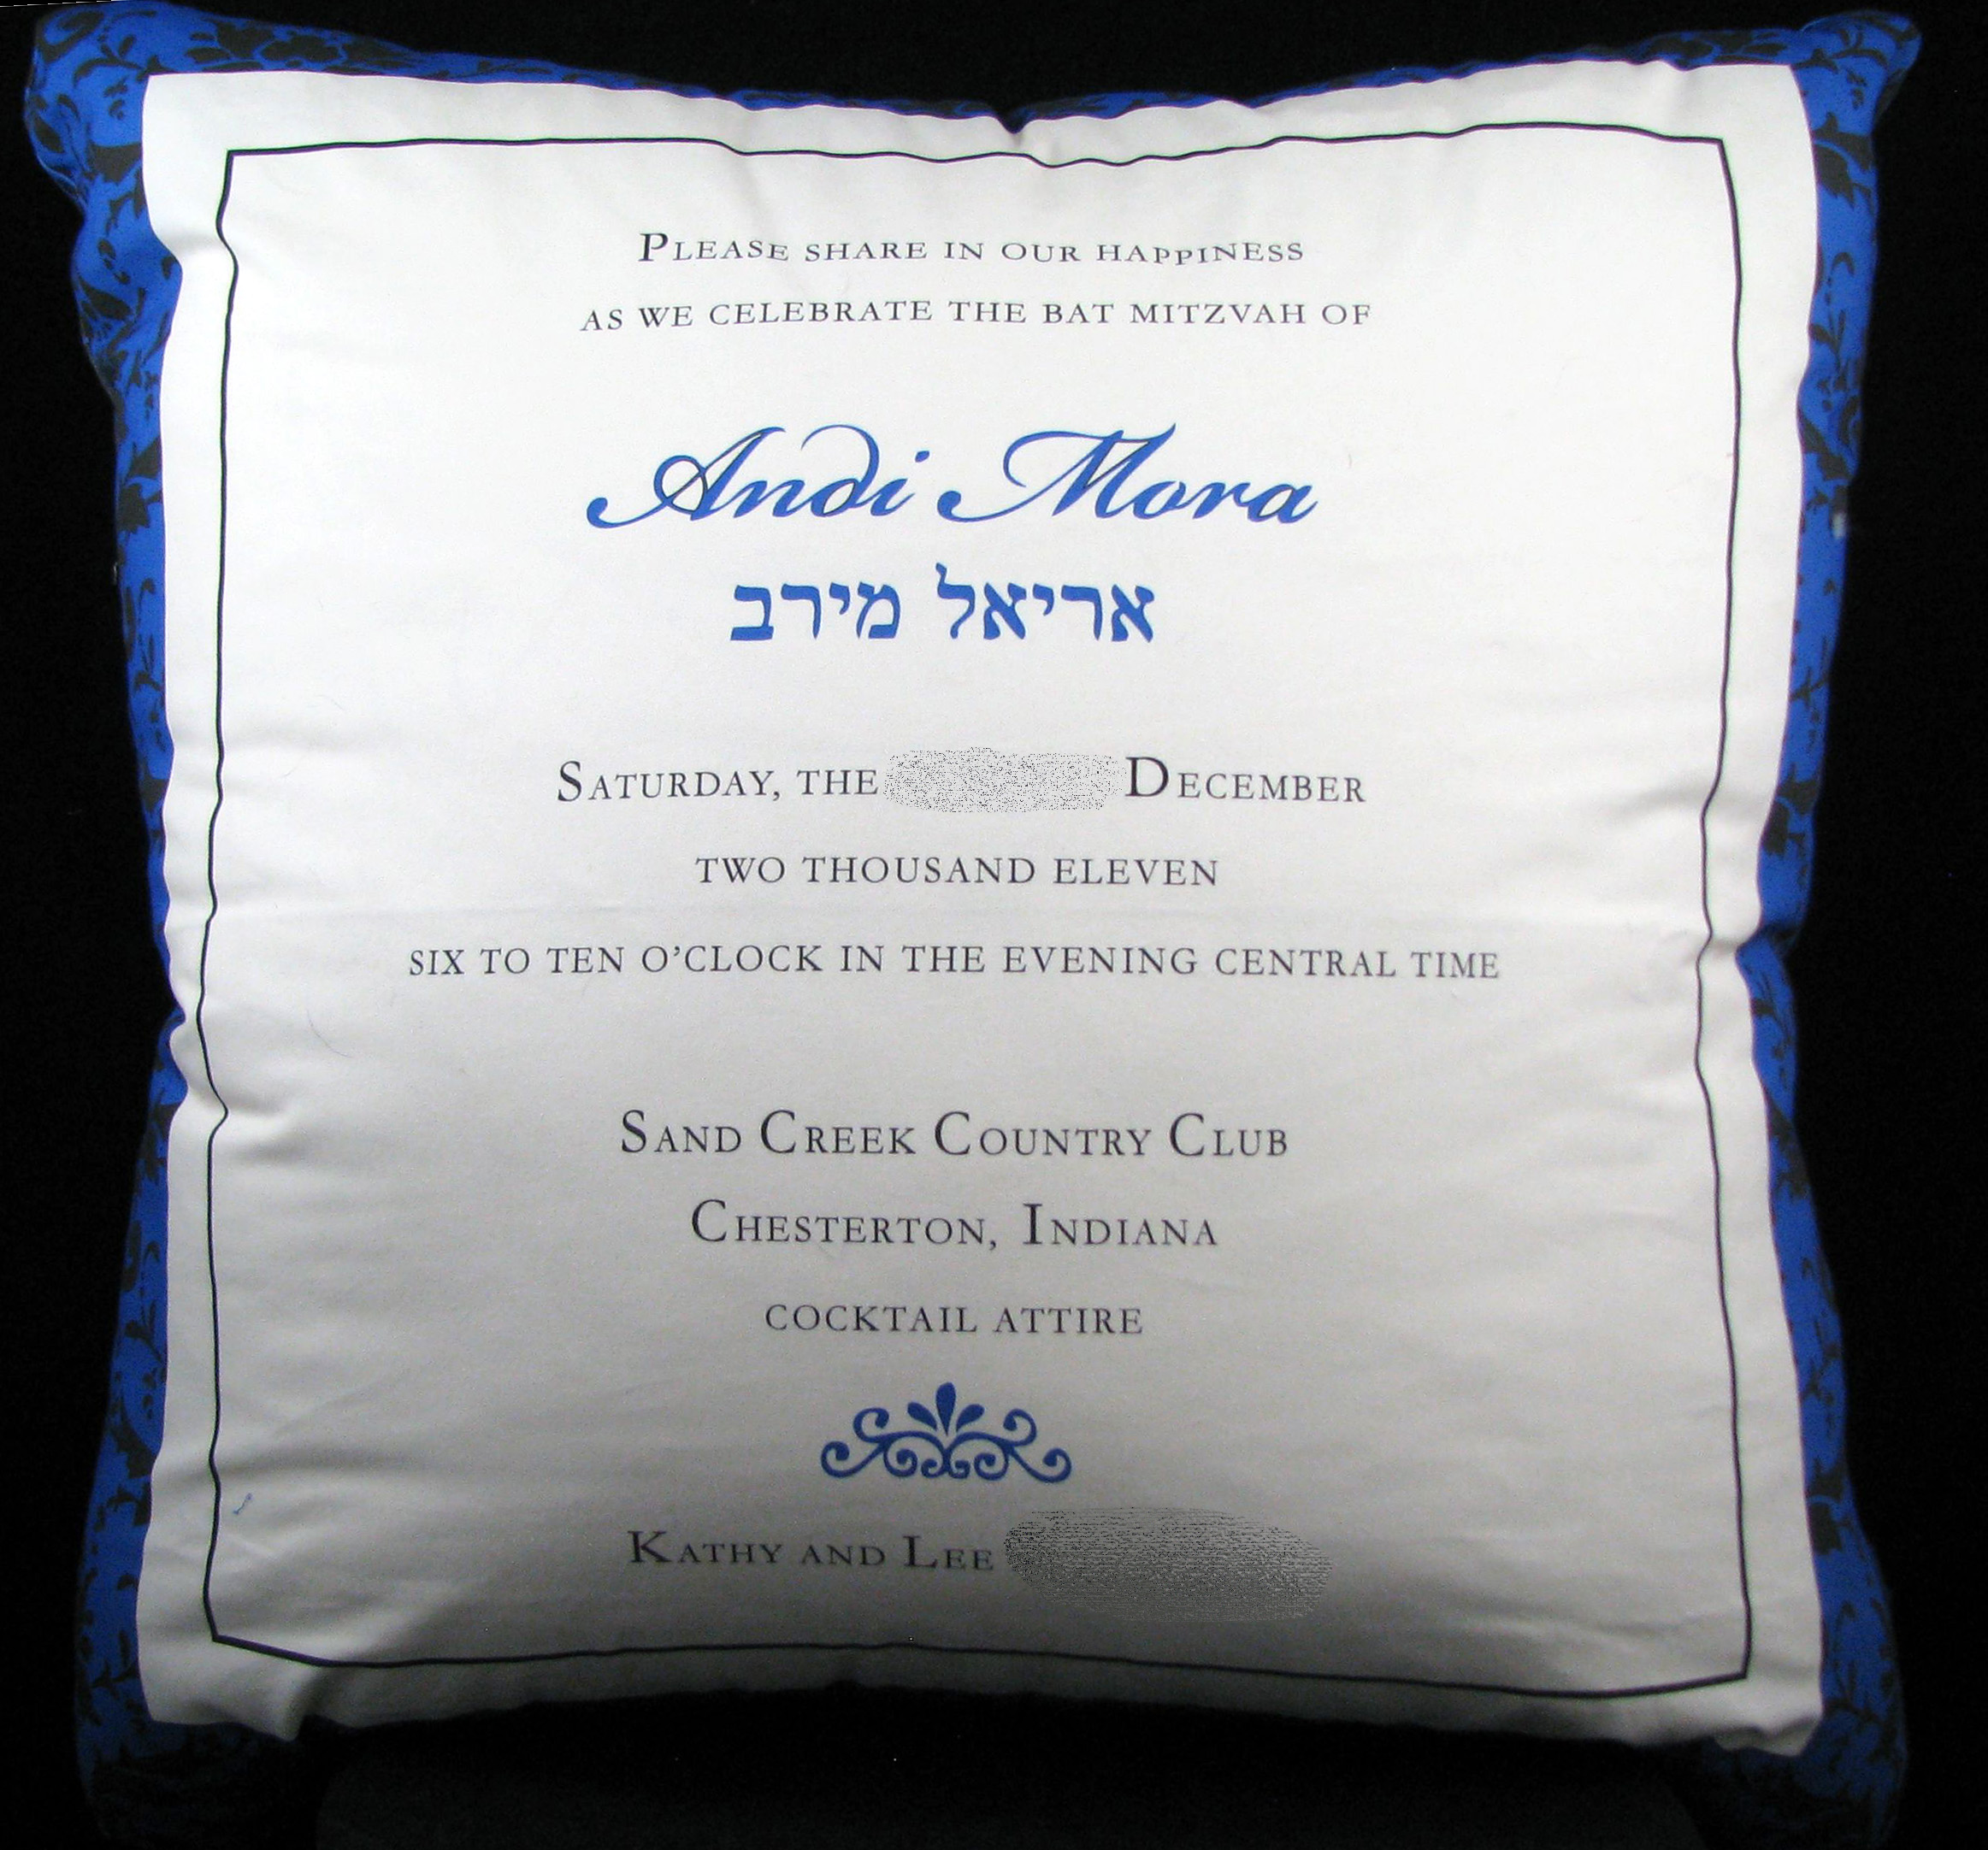 Please share in our happiness
as we celebrate the bat mitzvah of
Andi Mora
אריאל מירב
Saturday, the December
two thousand eleven
six to ten o'clock in the evening central time
Sand Creek Country Club
Chesterton, Indiana
cocktail attire
Kathy and Lee